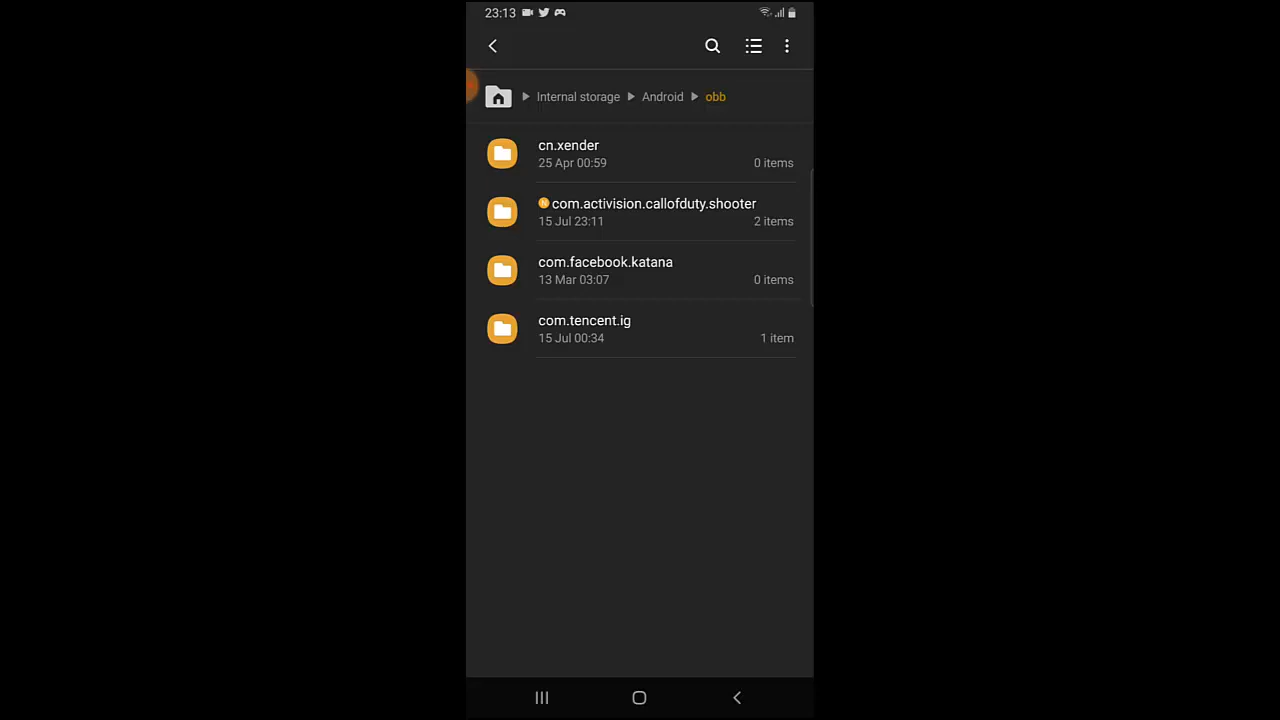 23:13
Internal storage Android obb
cn.xender
25 Apr 00:59 0 items
N com.activision.callofduty.shooter
15 Jul 23:11 2 items
com.facebook.katana
13 Mar 03:07 0 items
com.tencent.ig
15 Jul 00:34 1 item